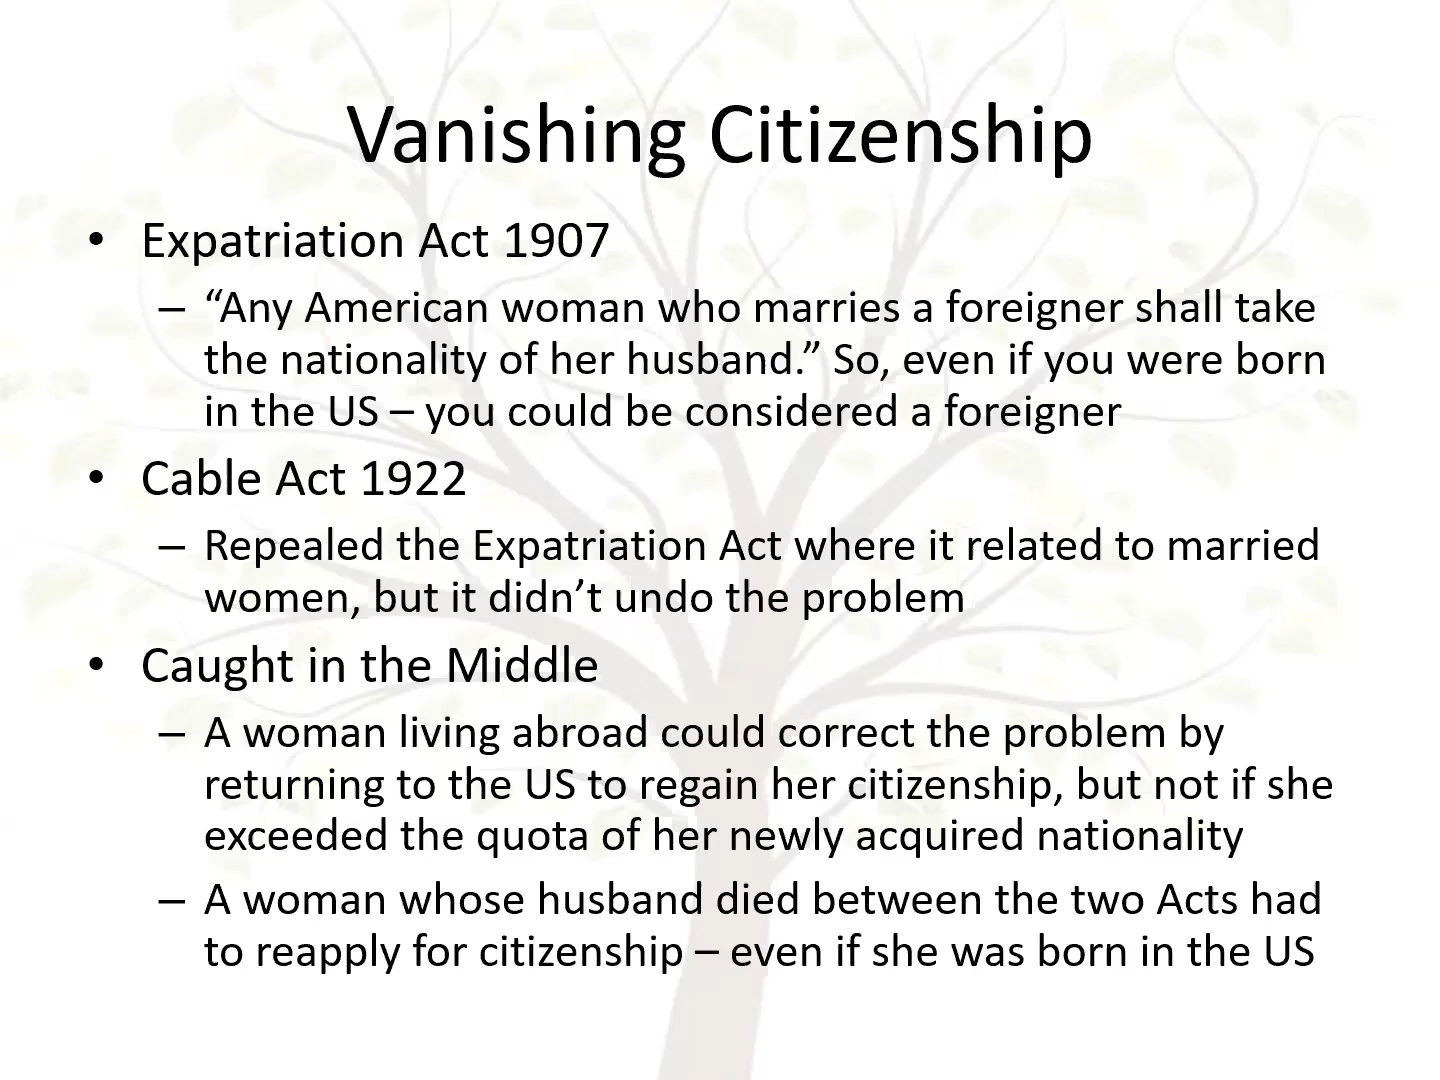 Vanishing Citizenship
• Expatriation Act 1907
– “Any American woman who marries a foreigner shall take
the nationality of her husband.” So, even if you were born
in the US – you could be considered a foreigner
• Cable Act 1922
– Repealed the Expatriation Act where it related to married
women, but it didn’t undo the problem
• Caught in the Middle
– A woman living abroad could correct the problem by
returning to the US to regain her citizenship, but not if she
exceeded the quota of her newly acquired nationality
– A woman whose husband died between the two Acts had
to reapply for citizenship – even if she was born in the US